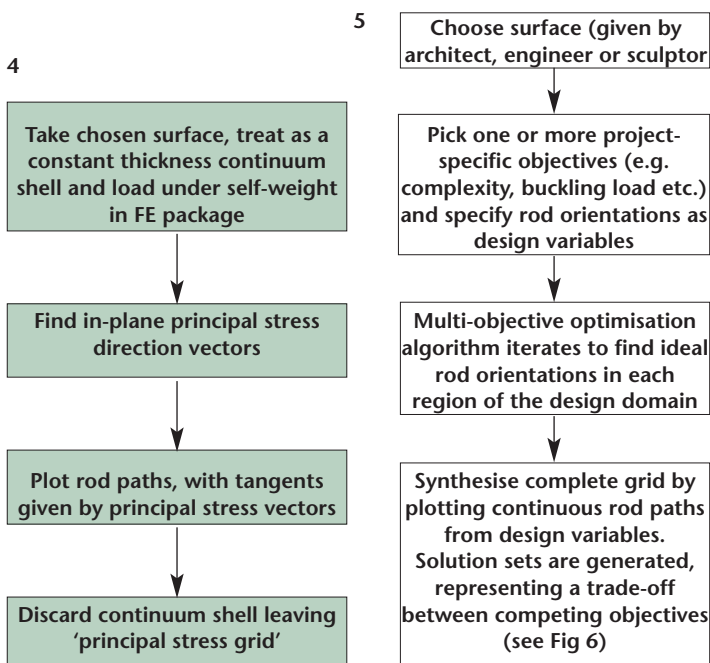 4
Take chosen surface, treat as a
constant thickness continuum
shell and load under self-weight
in FE package
Find in-plane principal stress
direction vectors
Plot rod paths, with tangents
given by principal stress vectors
Discard continuum shell leaving
‘principal stress grid’
5
Choose surface (given by
architect, engineer or sculptor
Pick one or more project-
specific objectives (e.g.
complexity, buckling load etc.)
and specify rod orientations as
design variables
Multi-objective optimisation
algorithm iterates to find ideal
rod orientations in each
region of the design domain
Synthesise complete grid by
plotting continuous rod paths
from design variables.
Solution sets are generated,
representing a trade-off
between competing objectives
(see Fig 6)